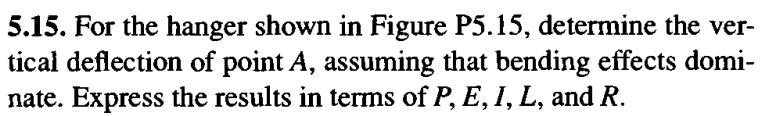 5.15. For the hanger shown in Figure P5.15, determine the ver-
tical deflection of point A, assuming that bending effects domi-
nate. Express the results in terms of P, E, I, L, and R.